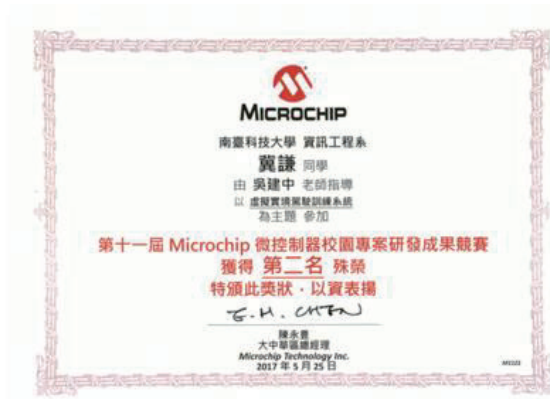 MICROCHIP
南臺科技大學 資訊工程系
冀謙 同學
由 吳建中 老師指導
以 虛擬實境駕駛訓練系統
為主題 參加
第十一屆 Microchip 微控制器校園專案研發成果競賽
獲得 第二名 殊榮
特頒此獎狀,以資表揚
E.H. CHEN
陳永豊
大中華區總經理
Microchip Technology Inc.
2017 年 5 月 25 日